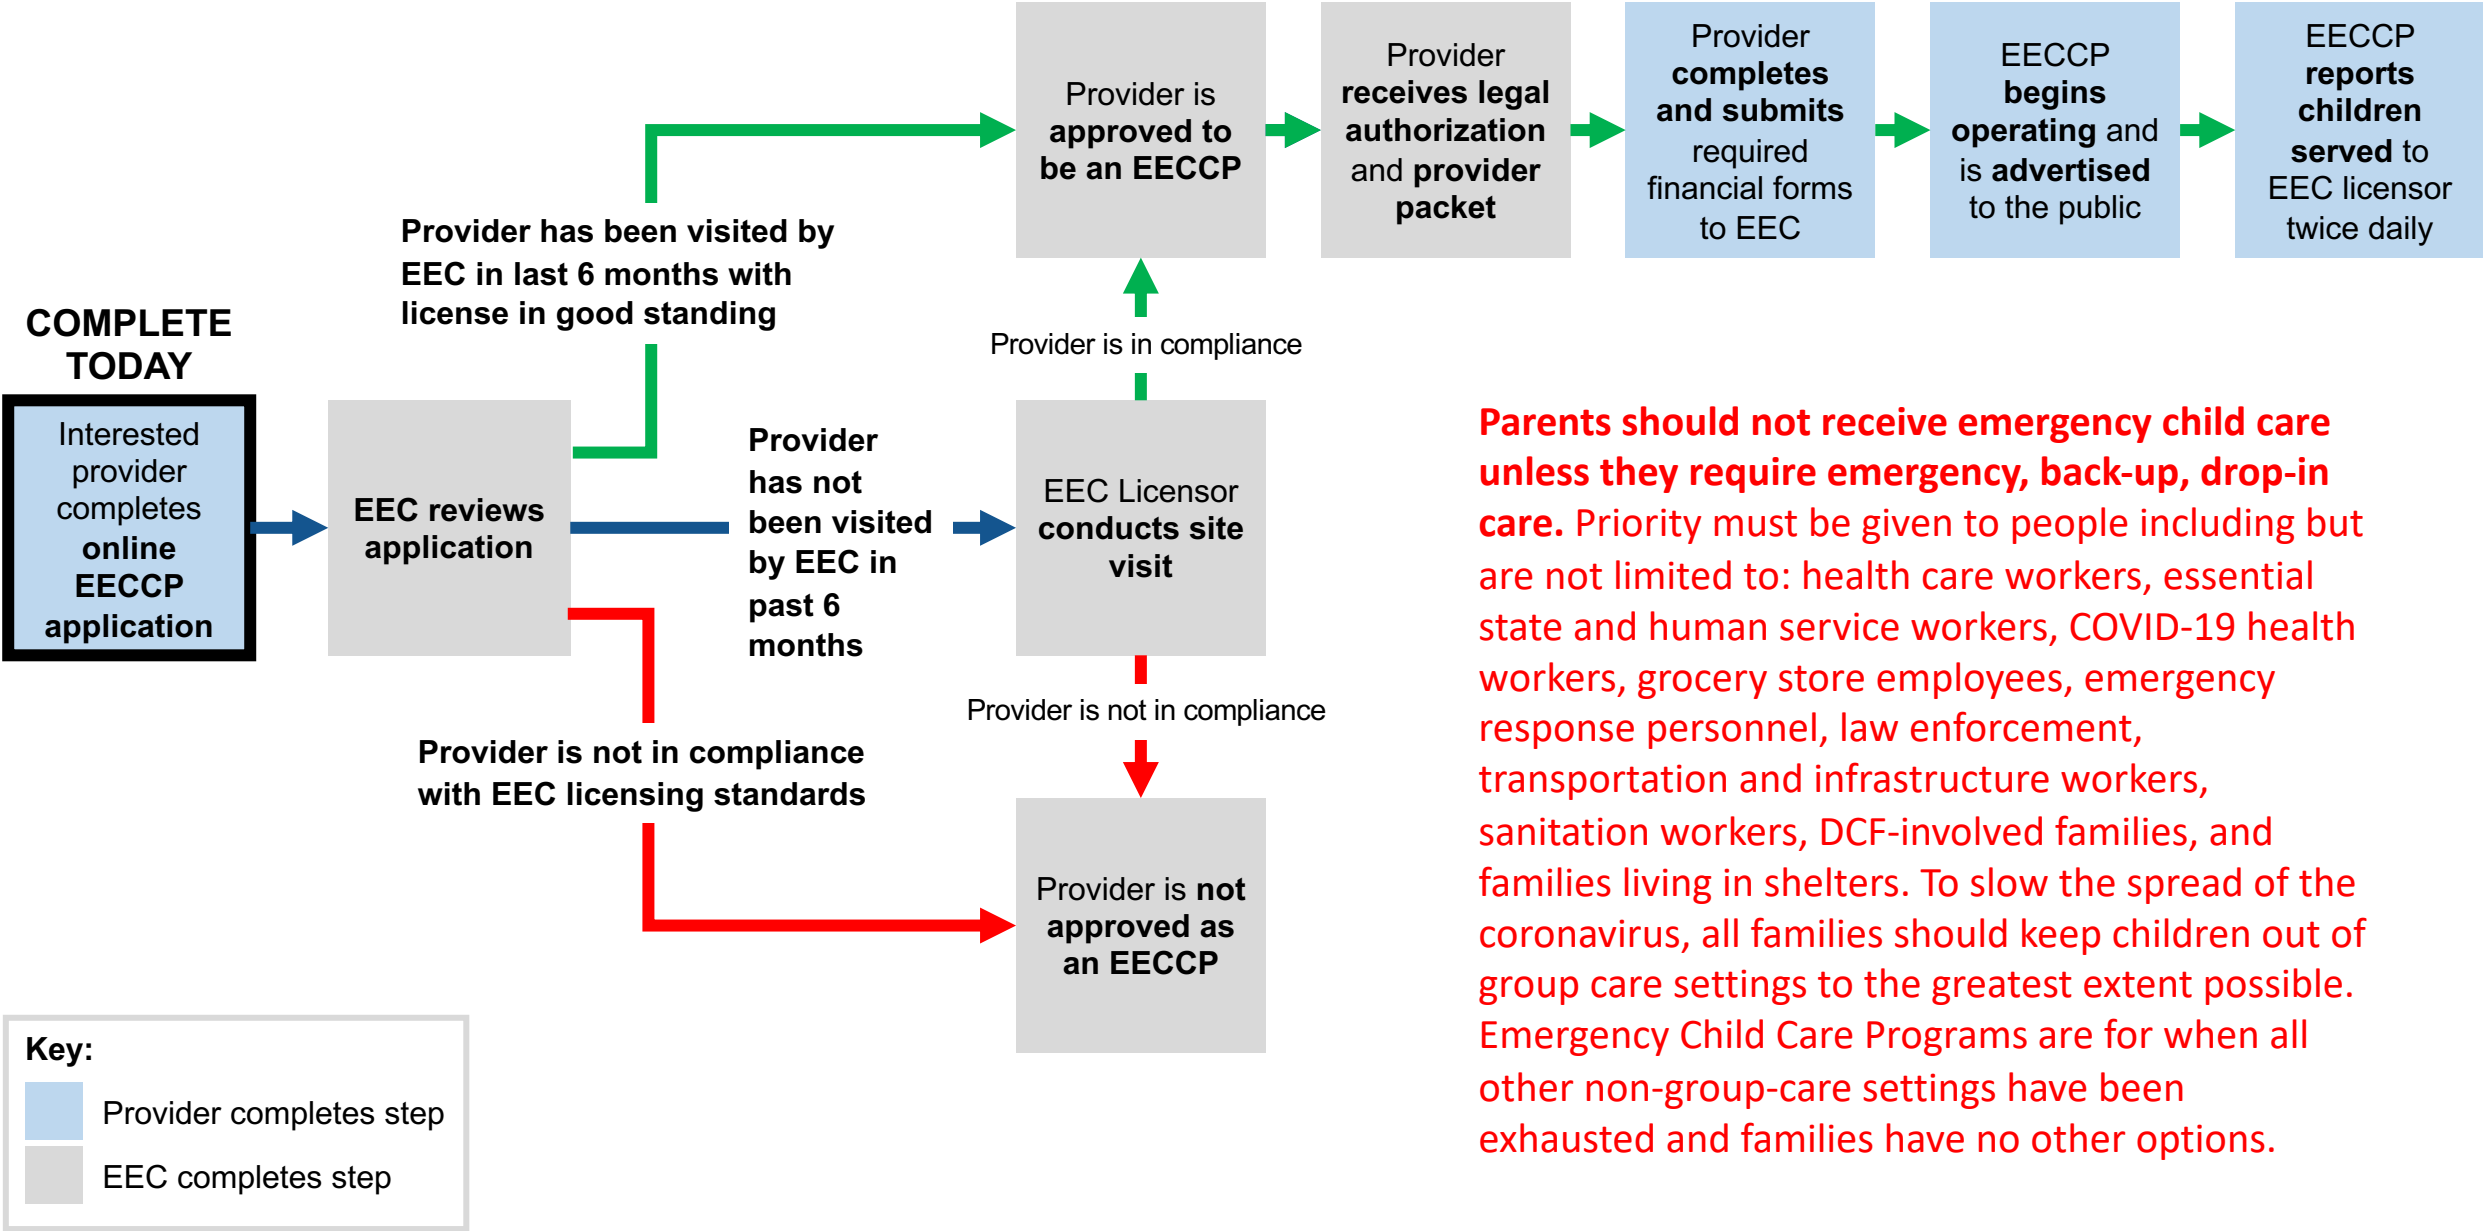 COMPLETE
TODAY
Interested
provider
completes
online
EECCP
application
EEC reviews
application
Provider has been visited by
EEC in last 6 months with
license in good standing
Provider
has not
been visited
by EEC in
past 6
months
Provider is not in compliance
with EEC licensing standards
Provider is
approved to
be an EECCP
Provider is in compliance
EEC Licensor
conducts site
visit
Provider is not in compliance
Provider is not
approved as
an EECCP
Provider
receives legal
authorization
and provider
packet
Provider
completes
and submits
required
financial forms
to EEC
EECCP
begins
operating and
is advertised
to the public
EECCP
reports
children
served to
EEC licensor
twice daily
Parents should not receive emergency child care
unless they require emergency, back-up, drop-in
care. Priority must be given to people including but
are not limited to: health care workers, essential
state and human service workers, COVID-19 health
workers, grocery store employees, emergency
response personnel, law enforcement,
transportation and infrastructure workers,
sanitation workers, DCF-involved families, and
families living in shelters. To slow the spread of the
coronavirus, all families should keep children out of
group care settings to the greatest extent possible.
Emergency Child Care Programs are for when all
other non-group-care settings have been
exhausted and families have no other options.
Key:
Provider completes step
EEC completes step